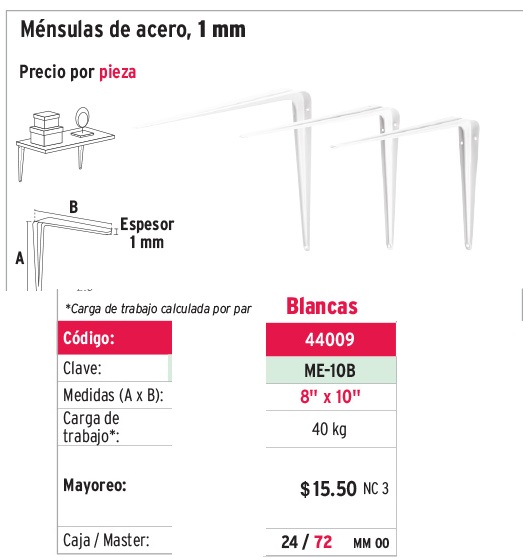 Ménsulas de acero, 1 mm
Precio por pieza
B
Espesor
1 mm
A
*Carga de trabajo calculada por par
Blancas
Código: 44009
Clave: ME-10B
Medidas (A x B): 8" x 10"
Carga de
trabajo*: 40 kg
Mayoreo: $15.50 NC 3
Caja / Master: 24 / 72 MM 00